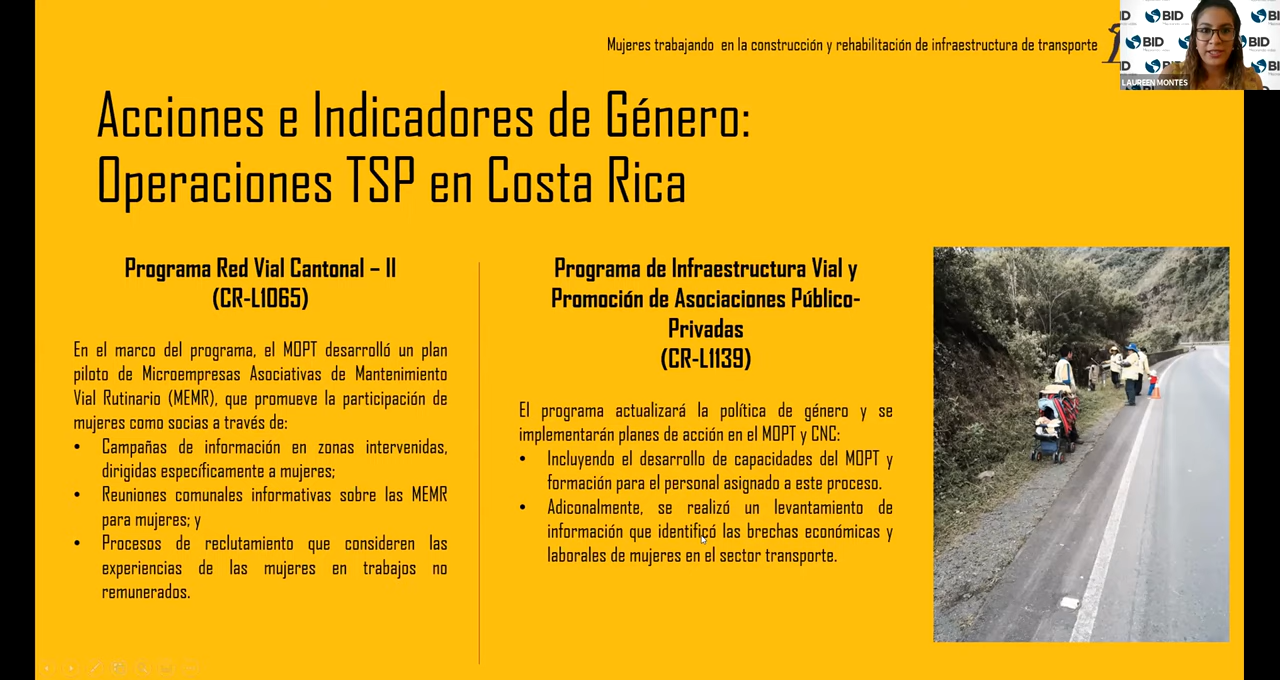 Mujeres trabajando en la construcción y rehabilitación de infraestructura de transporte
BID
BID
BID
LAUREEN MONTES
Acciones e Indicadores de Género:
Operaciones TSP en Costa Rica
Programa Red Vial Cantonal – II
(CR-L1065)
En el marco del programa, el MOPT desarrolló un plan
piloto de Microempresas Asociativas de Mantenimiento
Vial Rutinario (MEMR), que promueve la participación de
mujeres como socias a través de:
• Campañas de información en zonas intervenidas,
dirigidas específicamente a mujeres;
• Reuniones comunales informativas sobre las MEMR
para mujeres; y
• Procesos de reclutamiento que consideren las
experiencias de las mujeres en trabajos no
remunerados.
Programa de Infraestructura Vial y
Promoción de Asociaciones Público-
Privadas
(CR-L1139)
El programa actualizará la política de género y se
implementarán planes de acción en el MOPT y CNC:
• Incluyendo el desarrollo de capacidades del MOPT y
formación para el personal asignado a este proceso.
• Adiconalmente, se realizó un levantamiento de
información que identificó las brechas económicas y
laborales de mujeres en el sector transporte.